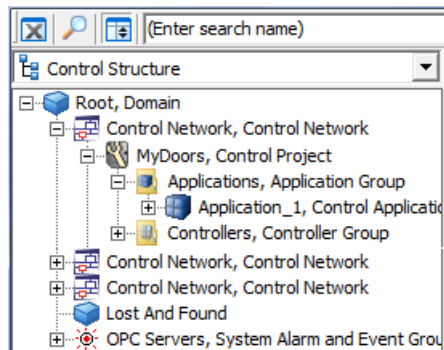 (Enter search name)
Control Structure
Root, Domain
Control Network, Control Network
MyDoors, Control Project
Applications, Application Group
Application_1, Control Applicatio
Controllers, Controller Group
Control Network, Control Network
Control Network, Control Network
Lost And Found
OPC Servers, System Alarm and Event Grou